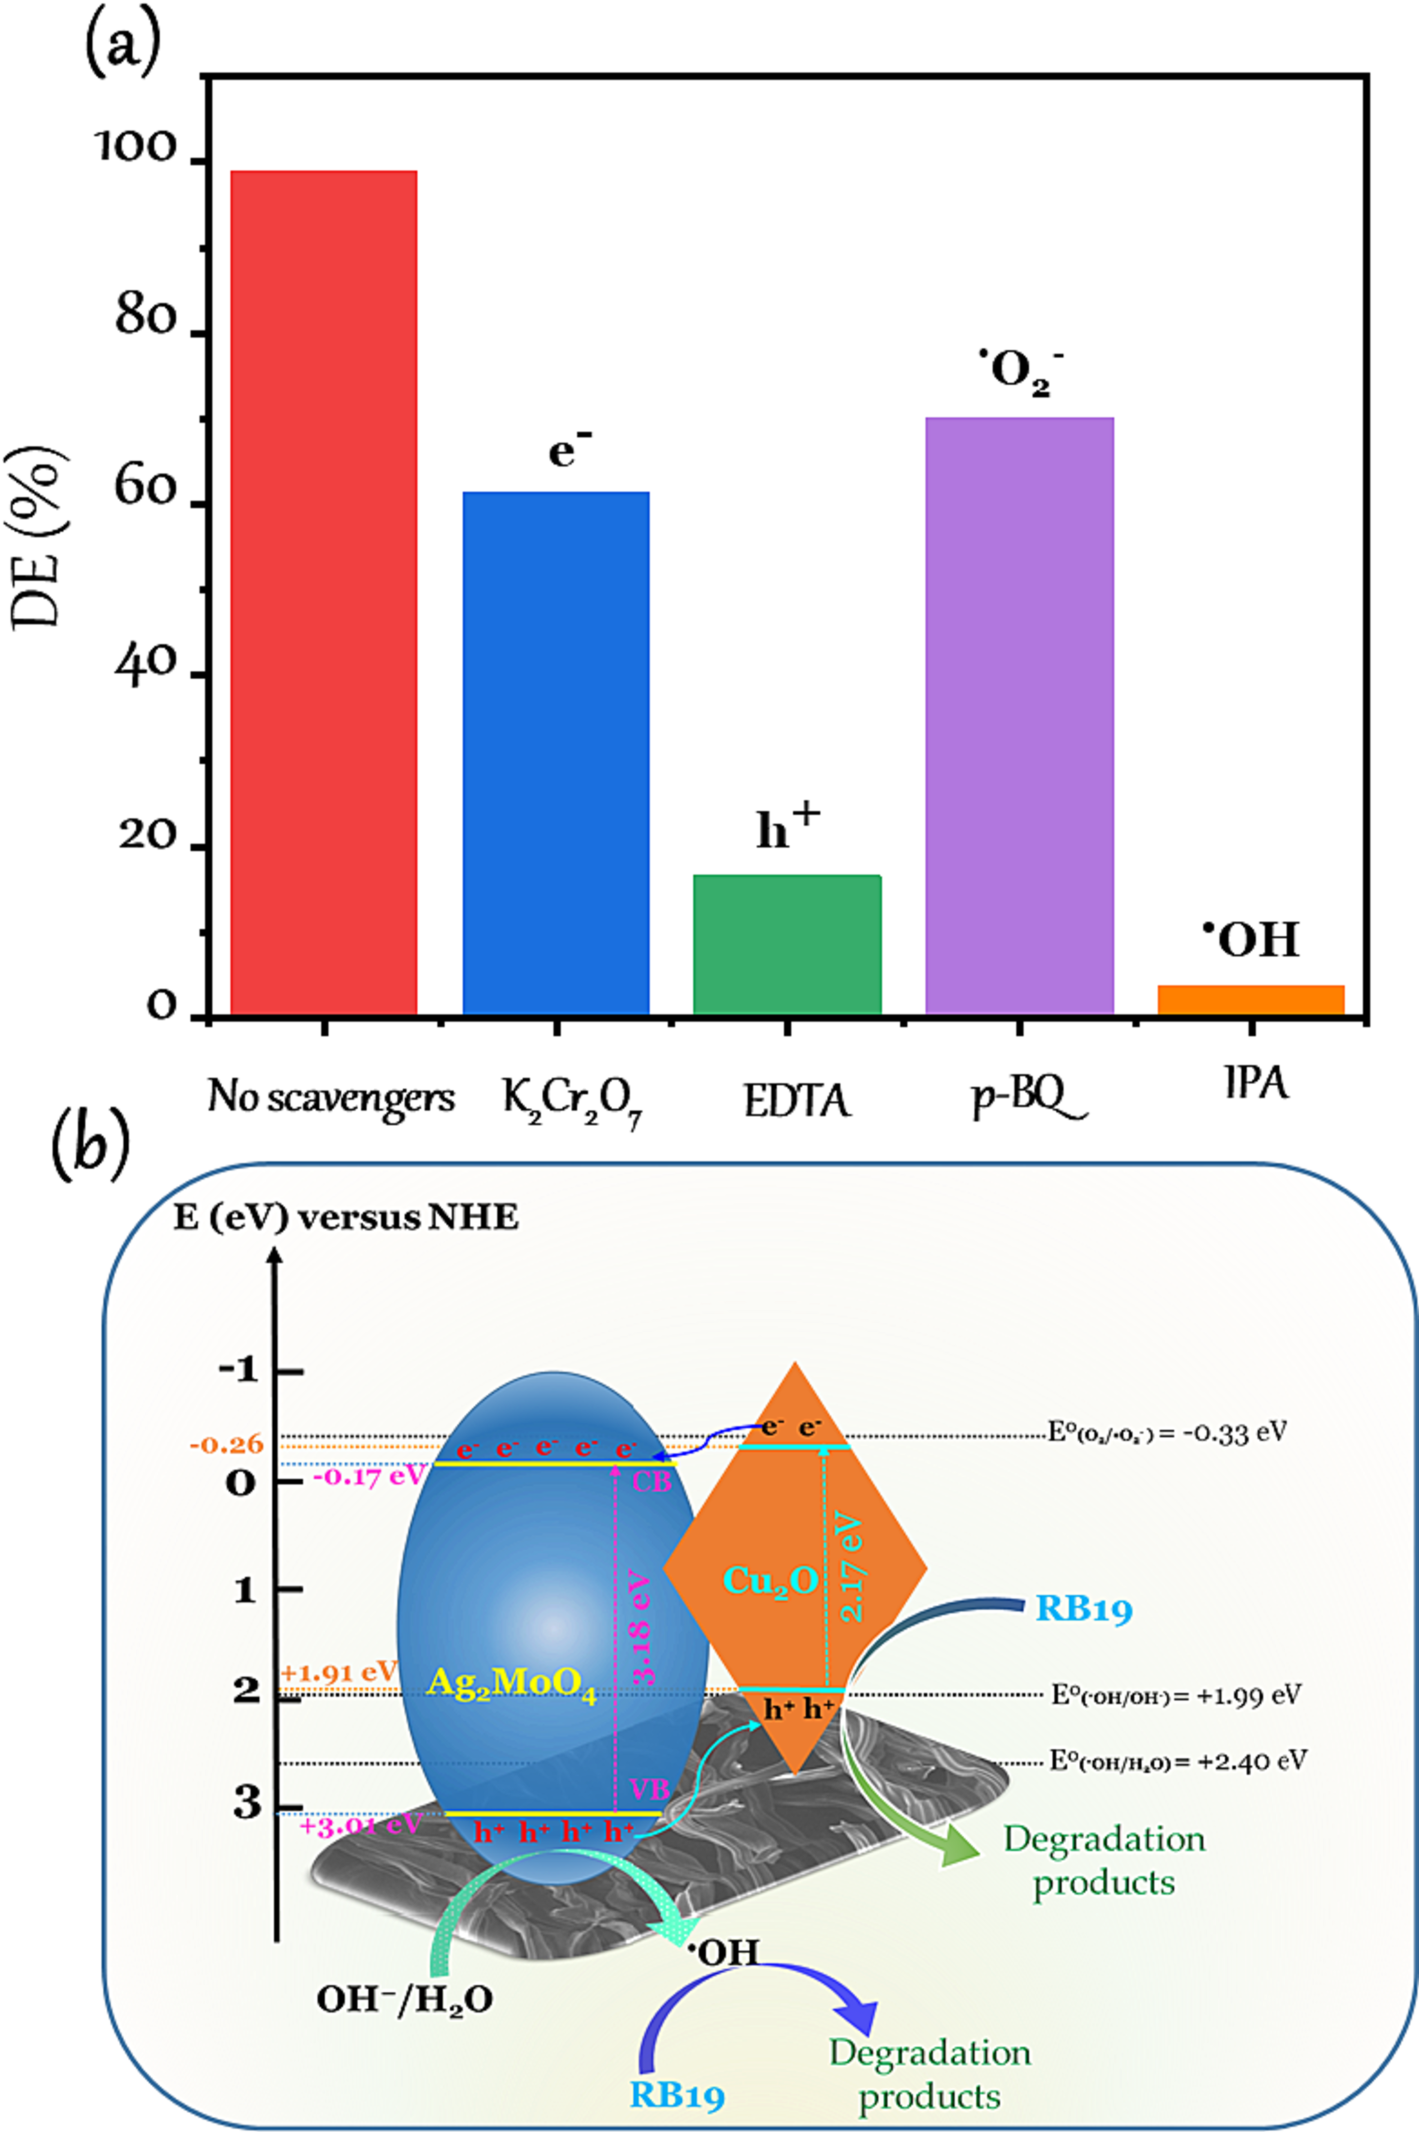 (a)
DE (%)
100
80
60
40
20
0
e⁻
h⁺
•O₂⁻
•OH
No scavengers
K₂Cr₂O₇
EDTA
p-BQ
IPA
(b)
E (eV) versus NHE
-1
-0.26
-0.17 eV
0
1
+1.91 eV
2
3
+3.01 eV
e⁻ e⁻ e⁻ e⁻ e⁻
CB
3.18 eV
Ag₂MoO₄
VB
h⁺ h⁺ h⁺ h⁺
e⁻ e⁻
Cu₂O
2.17 eV
h⁺ h⁺
E⁰(O₂/•O₂⁻) = -0.33 eV
RB19
E⁰(•OH/OH⁻) = +1.99 eV
E⁰(•OH/H₂O) = +2.40 eV
Degradation
products
OH⁻/H₂O
•OH
RB19
Degradation
products